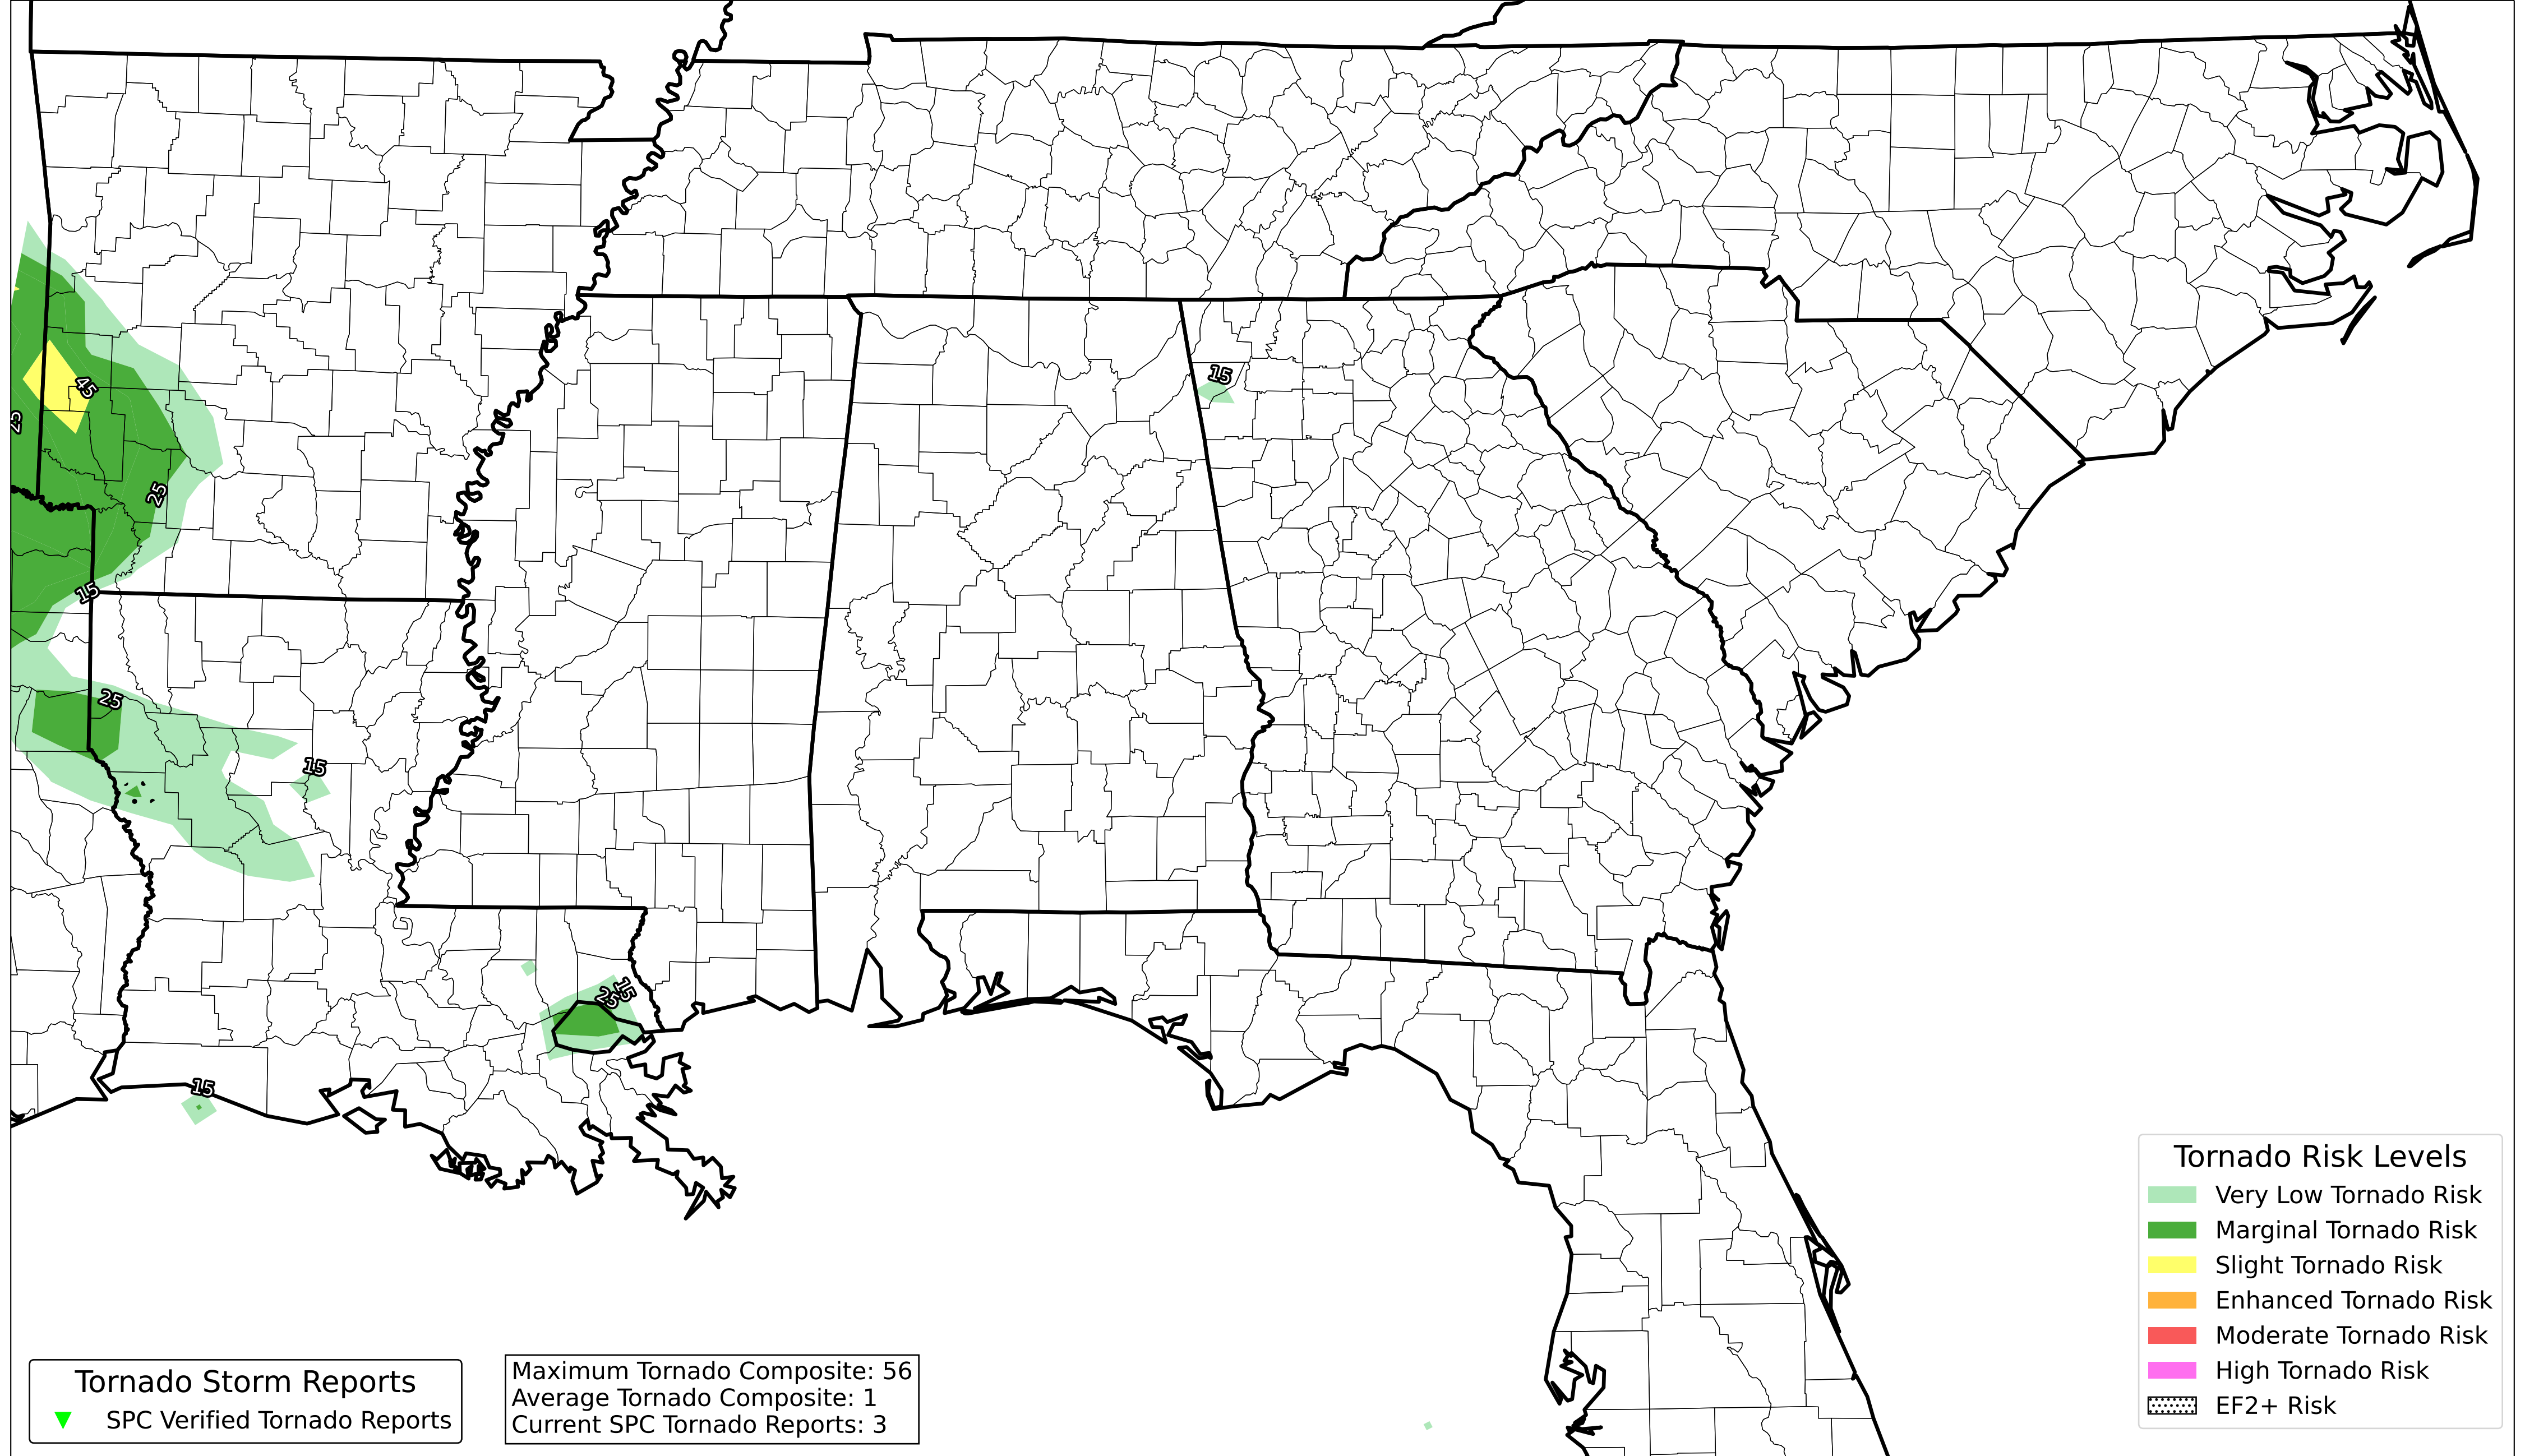 15
45
25
25
15
25
15
15
25
15
Tornado Risk Levels
Very Low Tornado Risk
Marginal Tornado Risk
Slight Tornado Risk
Enhanced Tornado Risk
Moderate Tornado Risk
High Tornado Risk
EF2+ Risk
Tornado Storm Reports
SPC Verified Tornado Reports
Maximum Tornado Composite: 56
Average Tornado Composite: 1
Current SPC Tornado Reports: 3